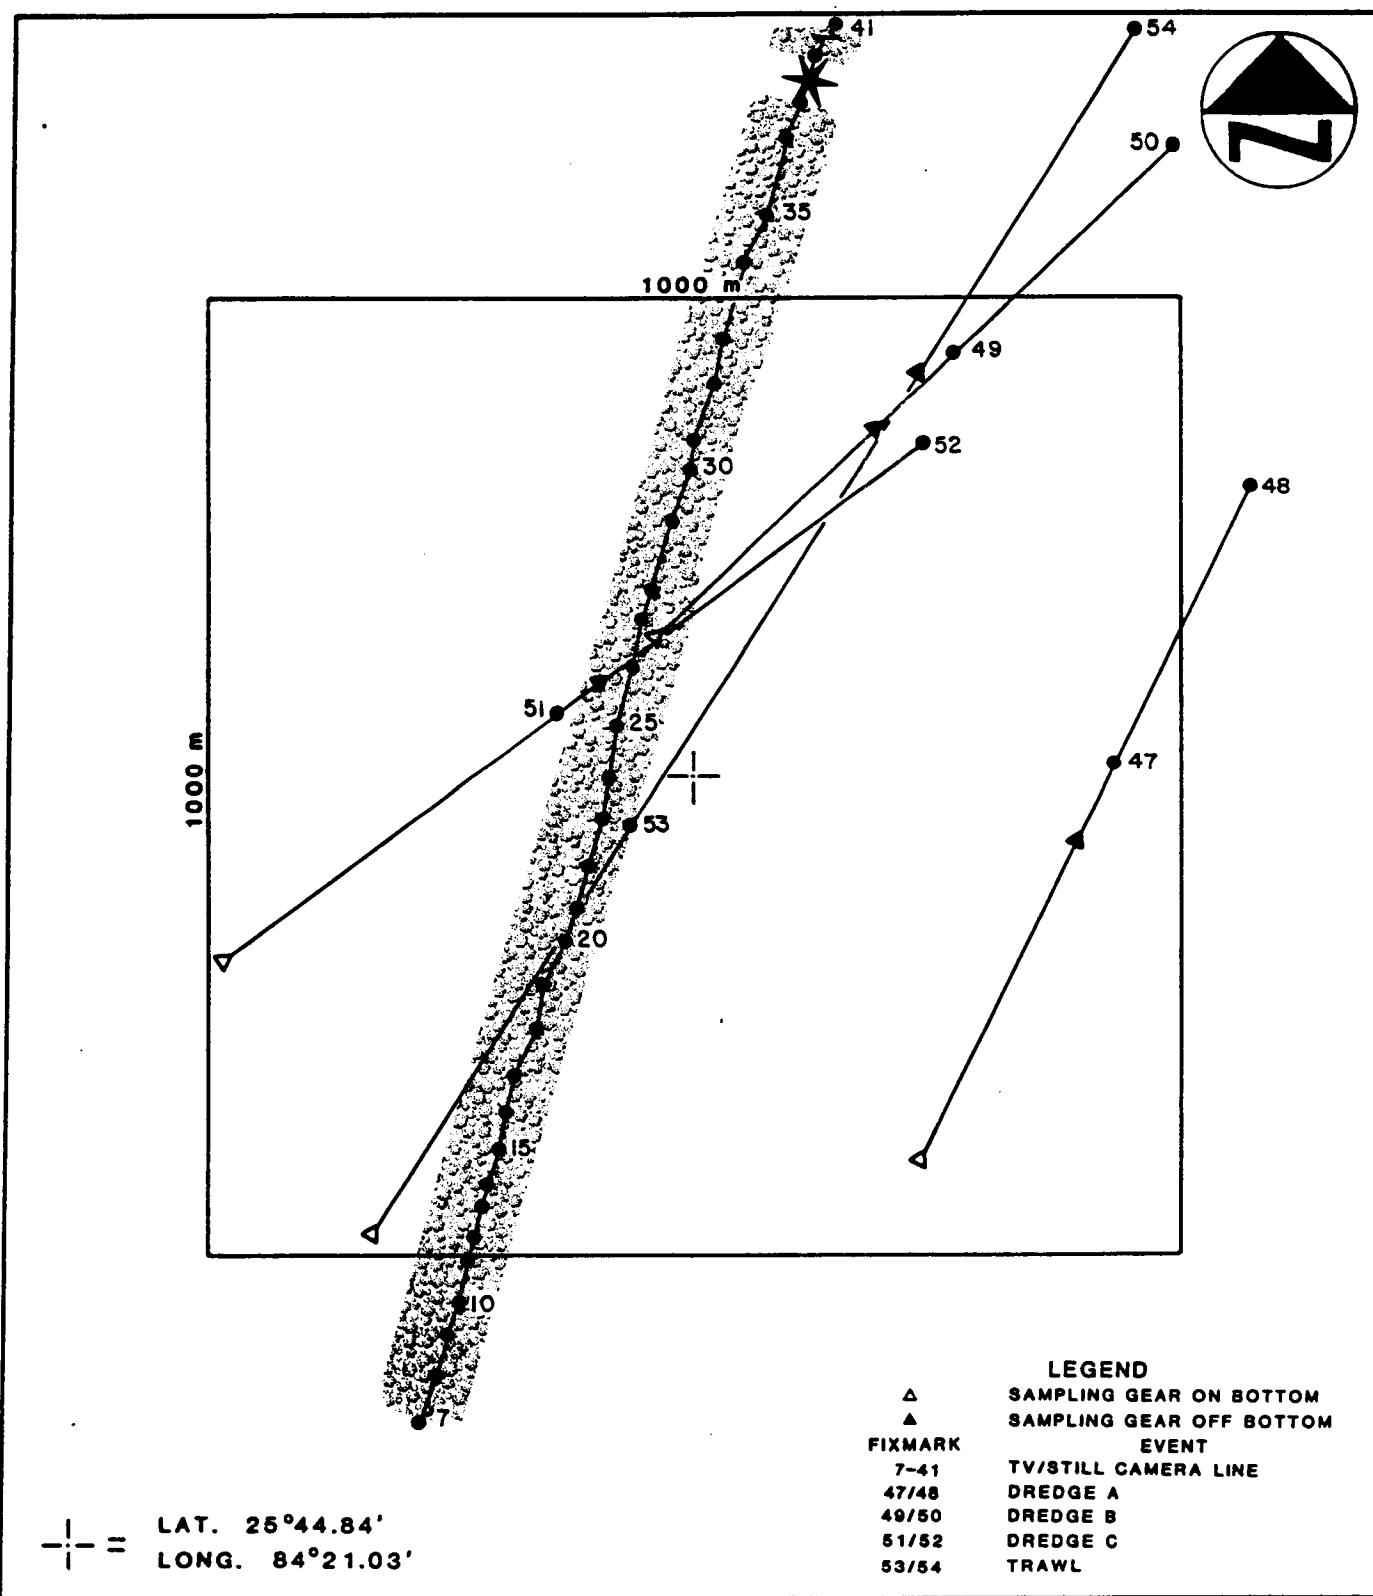 41
54
N
50
35
1000 m
49
52
30
48
51
25
47
1000 m
53
20
15
10
7
LEGEND
△ SAMPLING GEAR ON BOTTOM
▲ SAMPLING GEAR OFF BOTTOM
FIXMARK EVENT
7-41 TV/STILL CAMERA LINE
47/48 DREDGE A
49/50 DREDGE B
51/52 DREDGE C
53/54 TRAWL
= LAT. 25°44.84'
LONG. 84°21.03'